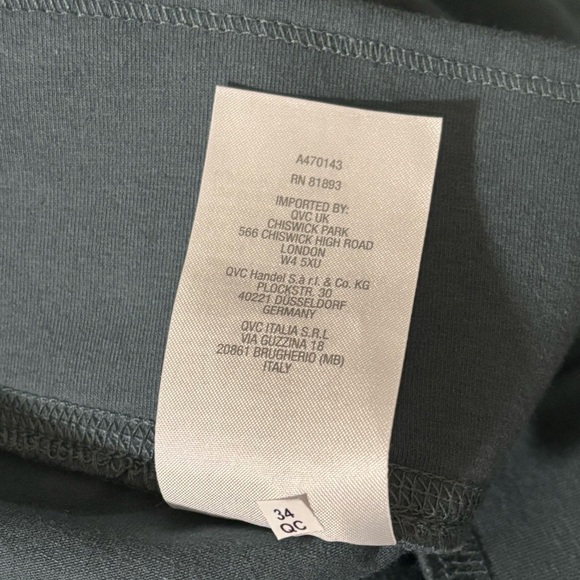 A470143
RN 81893
IMPORTED BY:
QVC UK
CHISWICK PARK
566 CHISWICK HIGH ROAD
LONDON
W4 5XU
QVC Handel S.à r.l. & Co. KG
PLOCKSTR. 30
40221 DÜSSELDORF
GERMANY
QVC ITALIA S.R.L
VIA GUZZINA 18
20861 BRUGHERIO (MB)
ITALY
34
QC